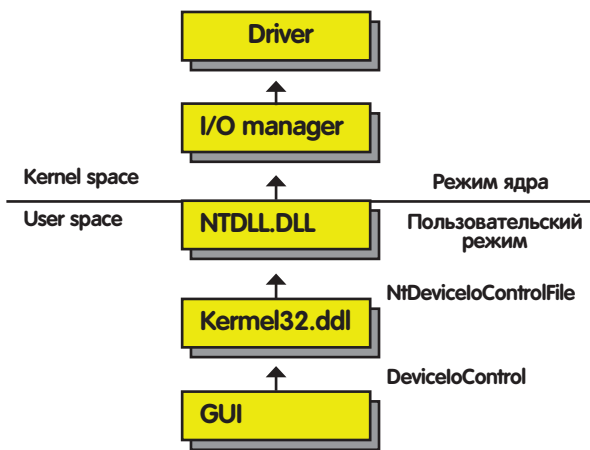 Driver
I/O manager
Kernel space
Режим ядра
User space
NTDLL.DLL
Пользовательский
режим
NtDeviceIoControlFile
Kermel32.ddl
DeviceIoControl
GUI